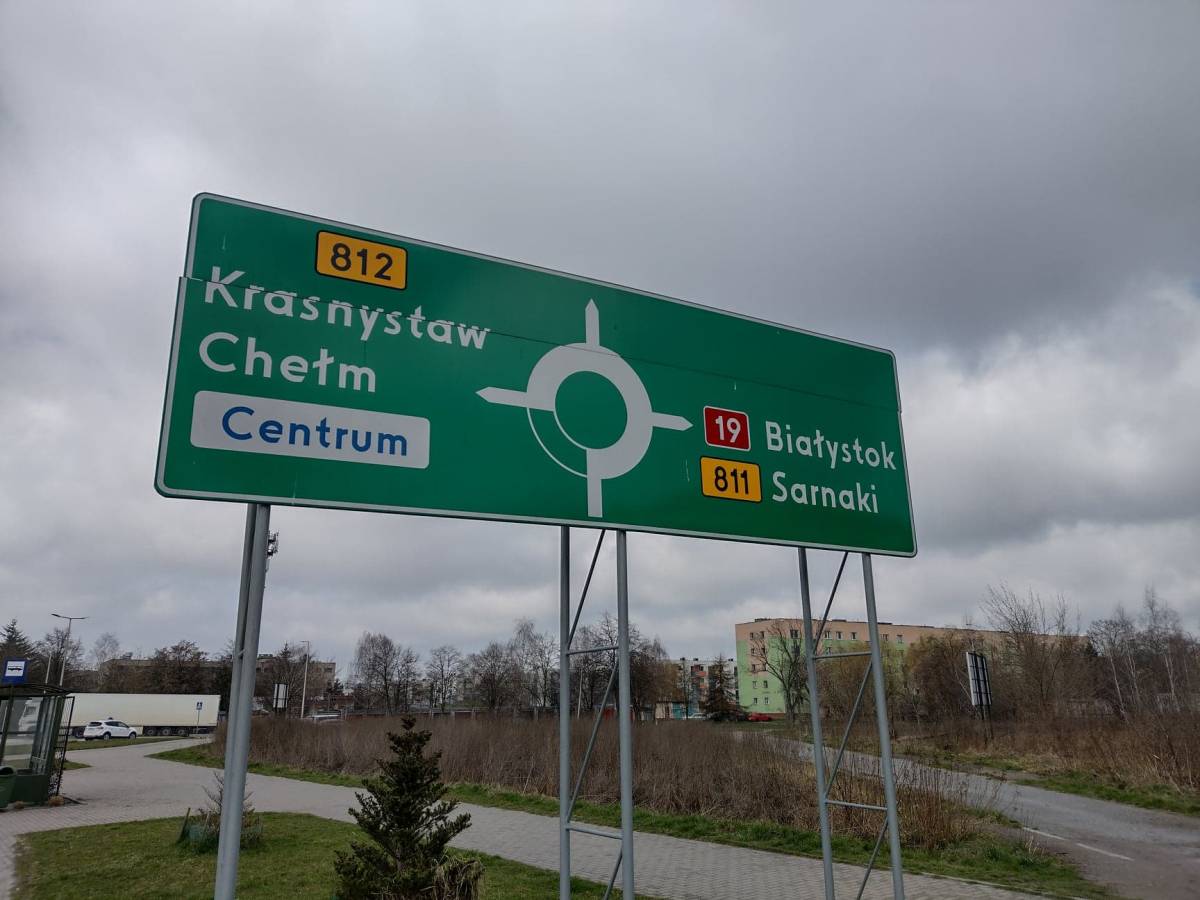 812
Krasnystaw
Chełm
Centrum
19 Białystok
811 Sarnaki